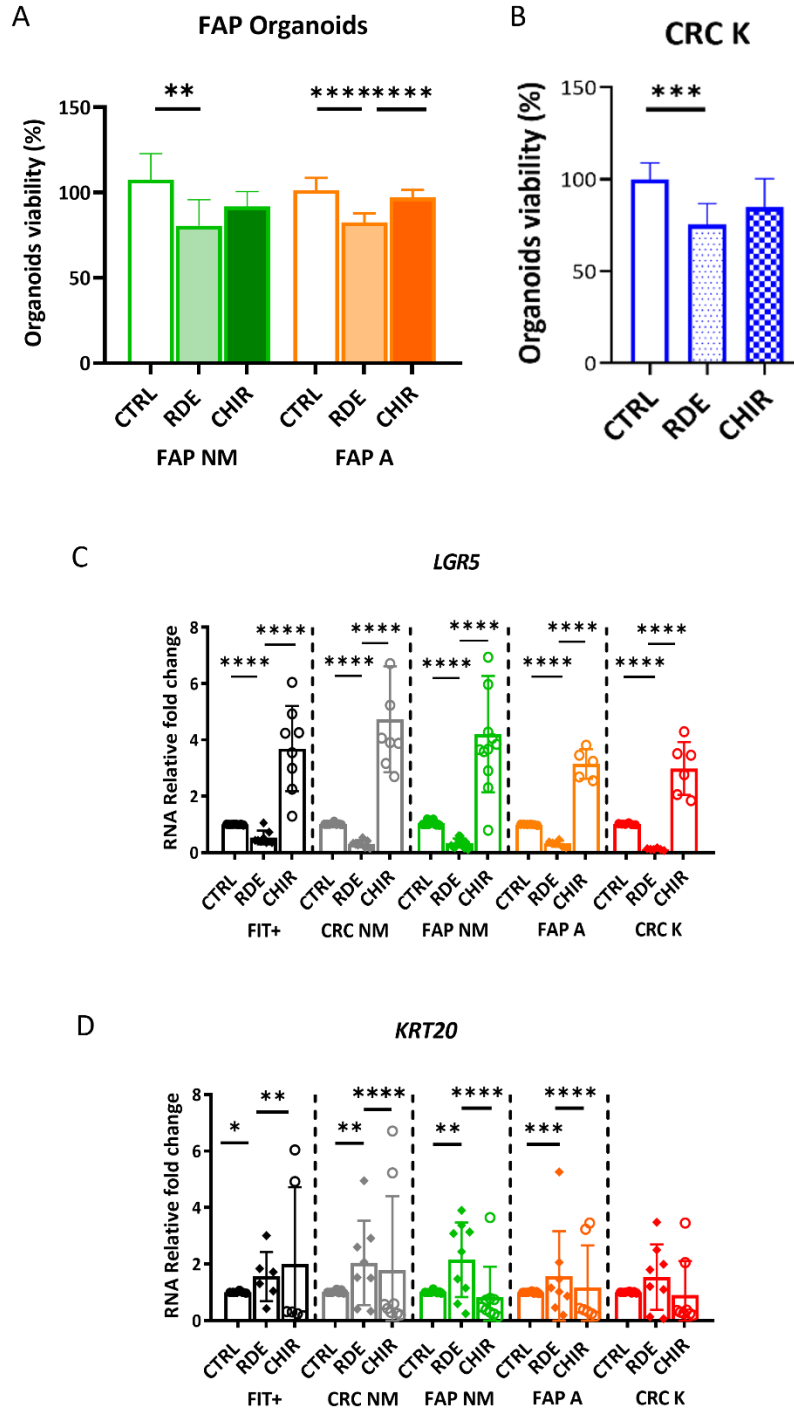 A
FAP Organoids
Organoids viability (%)
150
100
50
0
**
****
****
CTRL
RDE
CHIR
CTRL
RDE
CHIR
FAP NM
FAP A
B
CRC K
Organoids viability (%)
150
100
50
0
***
CTRL
RDE
CHIR
C
LGR5
RNA Relative fold change
8
6
4
2
0
****
****
****
****
****
****
****
****
****
****
CTRL
RDE
CHIR
CTRL
RDE
CHIR
CTRL
RDE
CHIR
CTRL
RDE
CHIR
CTRL
RDE
CHIR
FIT+
CRC NM
FAP NM
FAP A
CRC K
D
KRT20
RNA Relative fold change
8
6
4
2
0
*
**
**
****
**
****
***
****
CTRL
RDE
CHIR
CTRL
RDE
CHIR
CTRL
RDE
CHIR
CTRL
RDE
CHIR
CTRL
RDE
CHIR
FIT+
CRC NM
FAP NM
FAP A
CRC K